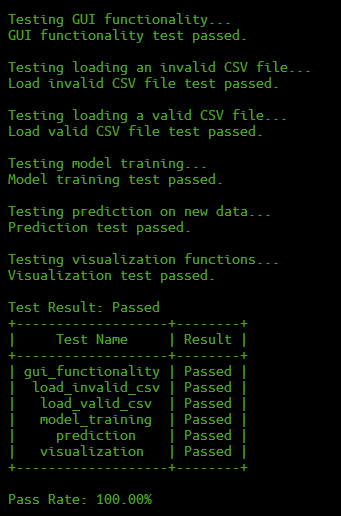 Testing GUI functionality...
GUI functionality test passed.
Testing loading an invalid CSV file...
Load invalid CSV file test passed.
Testing loading a valid CSV file...
Load valid CSV file test passed.
Testing model training...
Model training test passed.
Testing prediction on new data...
Prediction test passed.
Testing visualization functions...
Visualization test passed.
Test Result: Passed
+-------------------+--------+
|     Test Name     | Result |
+-------------------+--------+
| gui_functionality | Passed |
|  load_invalid_csv | Passed |
|   load_valid_csv  | Passed |
|   model_training  | Passed |
|     prediction    | Passed |
|   visualization   | Passed |
+-------------------+--------+
Pass Rate: 100.00%